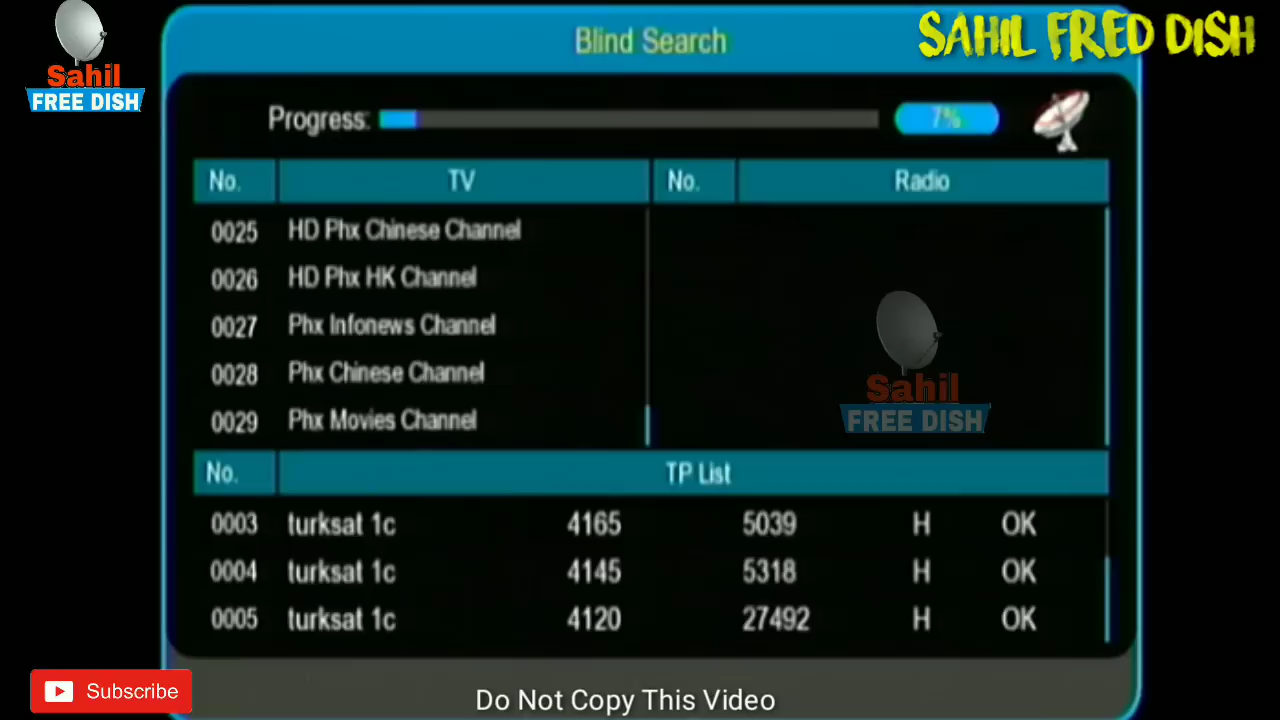 Sahil
FREE DISH
SAHIL FRED DISH
Blind Search
Progress: 7%
No. TV No. Radio
0025 HD Phx Chinese Channel
0026 HD Phx HK Channel
0027 Phx Infonews Channel
0028 Phx Chinese Channel
0029 Phx Movies Channel
Sahil
FREE DISH
No. TP List
0003 turksat 1c 4165 5039 H OK
0004 turksat 1c 4145 5318 H OK
0005 turksat 1c 4120 27492 H OK
Subscribe
Do Not Copy This Video